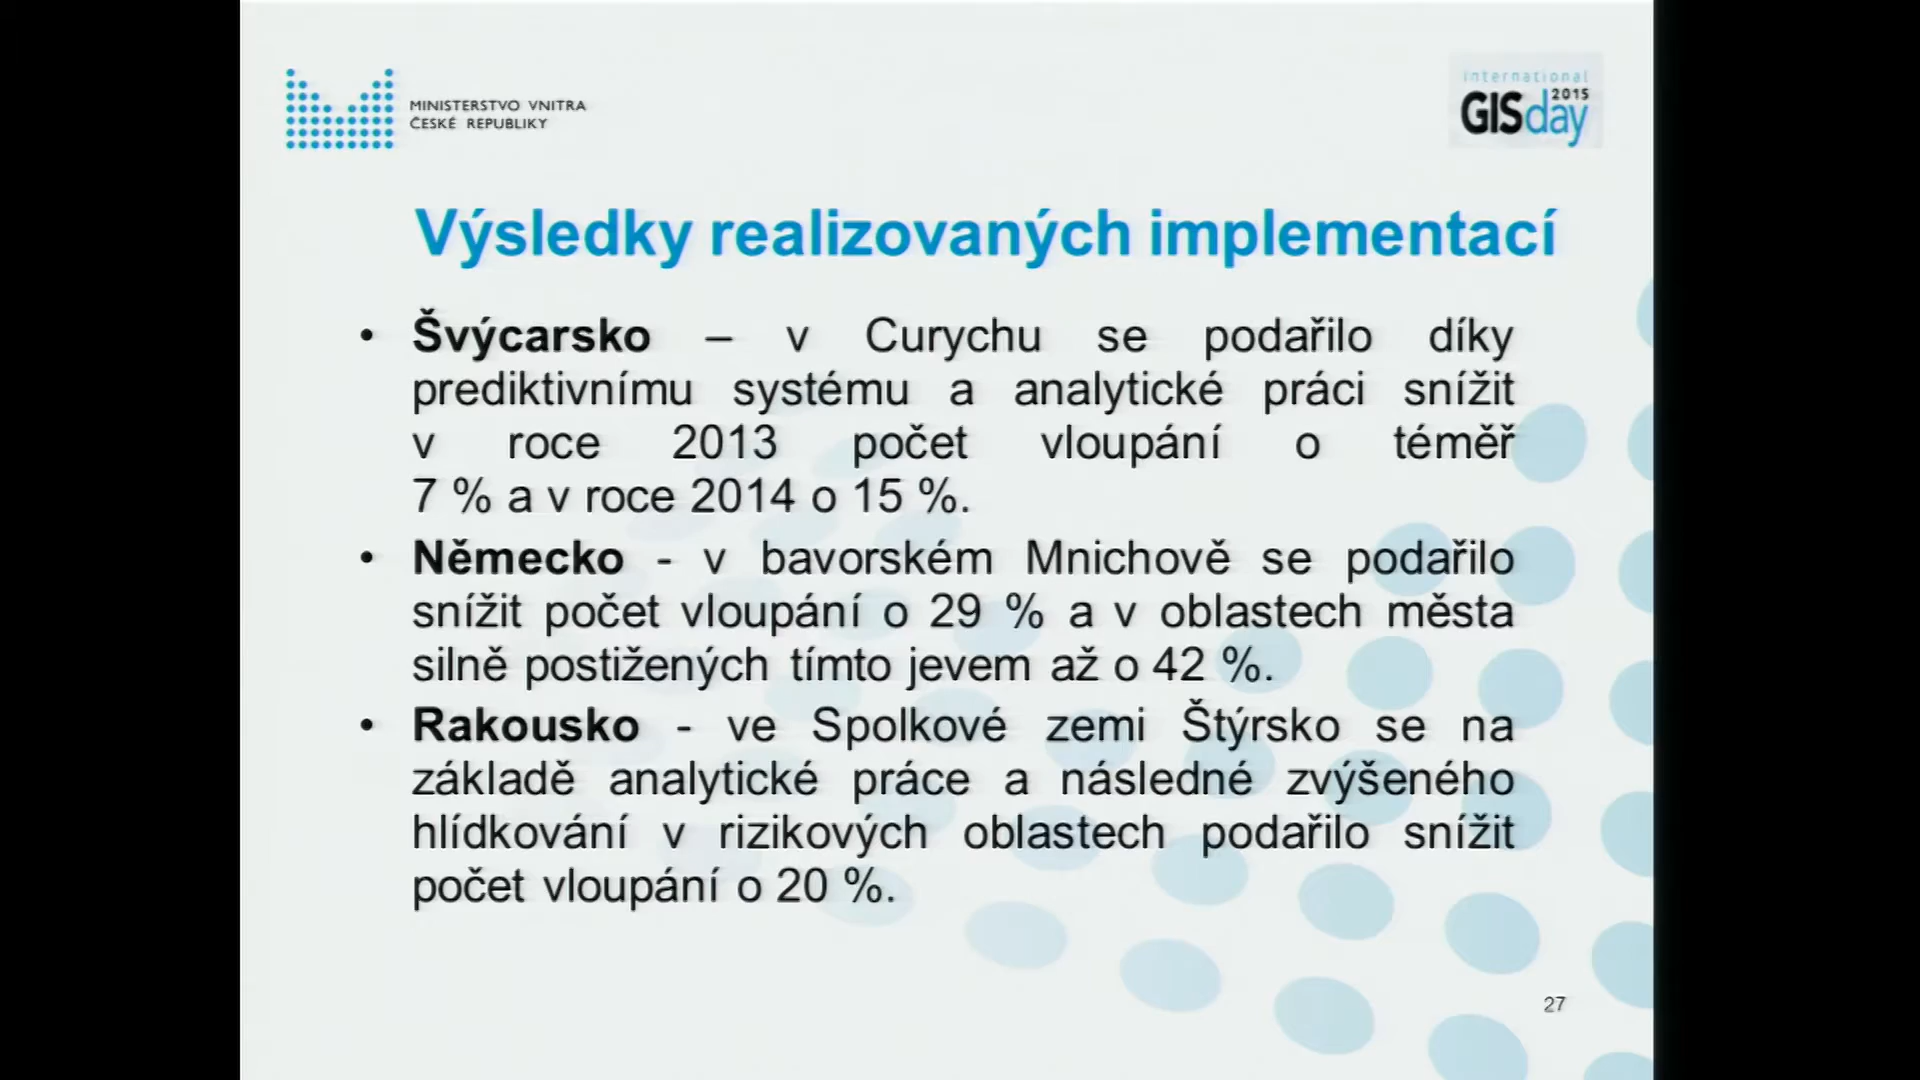 MINISTERSTVO VNITRA
ČESKÉ REPUBLIKY
international
2015
GISday
Výsledky realizovaných implementací
• Švýcarsko – v Curychu se podařilo díky
prediktivnímu systému a analytické práci snížit
v roce 2013 počet vloupání o téměř
7 % a v roce 2014 o 15 %.
• Německo - v bavorském Mnichově se podařilo
snížit počet vloupání o 29 % a v oblastech města
silně postižených tímto jevem až o 42 %.
• Rakousko - ve Spolkové zemi Štýrsko se na
základě analytické práce a následné zvýšeného
hlídkování v rizikových oblastech podařilo snížit
počet vloupání o 20 %.
27